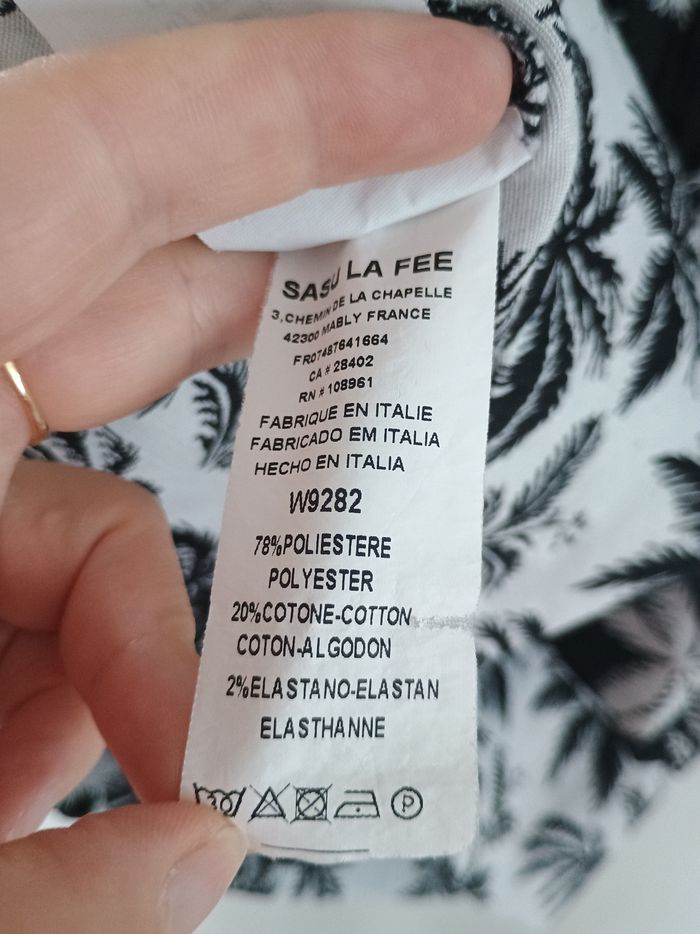 SASU LA FEE
3, CHEMIN DE LA CHAPELLE
42300 MABLY FRANCE
FR07487641664
CA # 28402
RN # 108961
FABRIQUE EN ITALIE
FABRICADO EM ITALIA
HECHO EN ITALIA
W9282
78%POLIESTERE
POLYESTER
20%COTONE-COTTON
COTON-ALGODON
2%ELASTANO-ELASTAN
ELASTHANNE
30
P